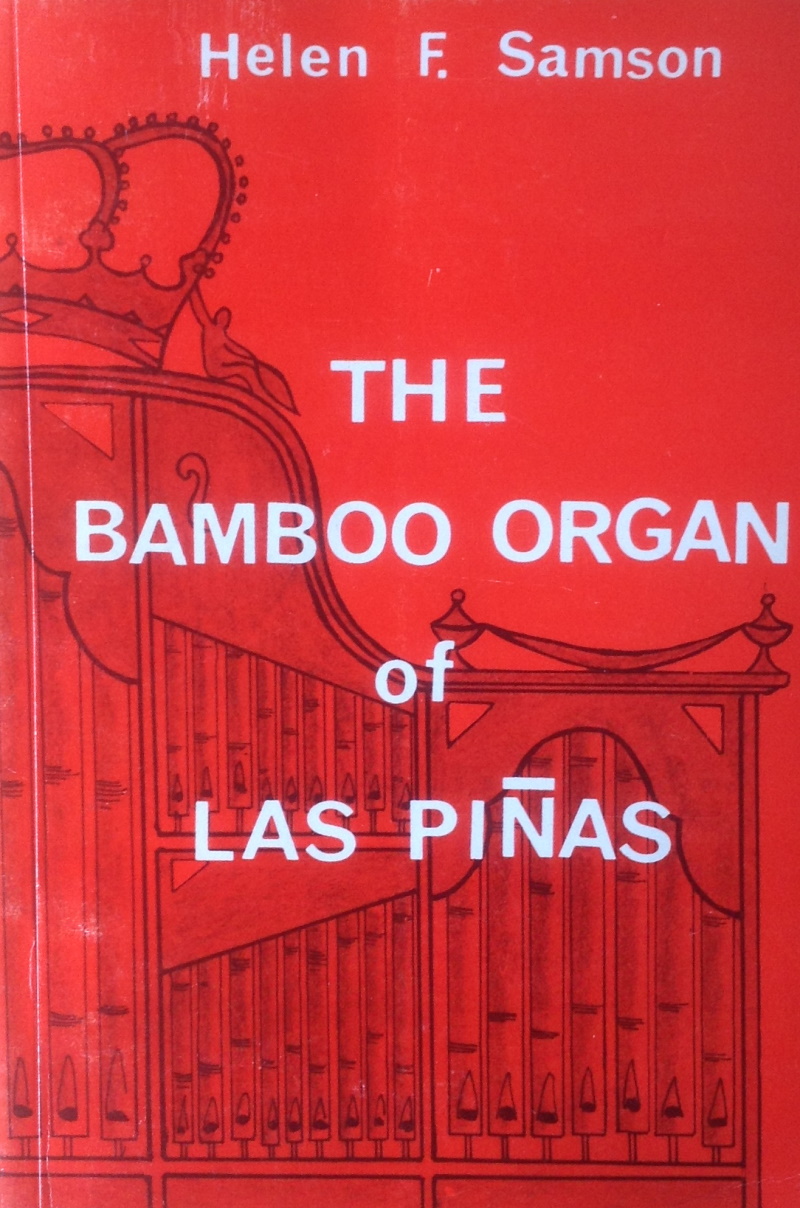 Helen F. Samson
THE
BAMBOO ORGAN
of
LAS PIÑAS